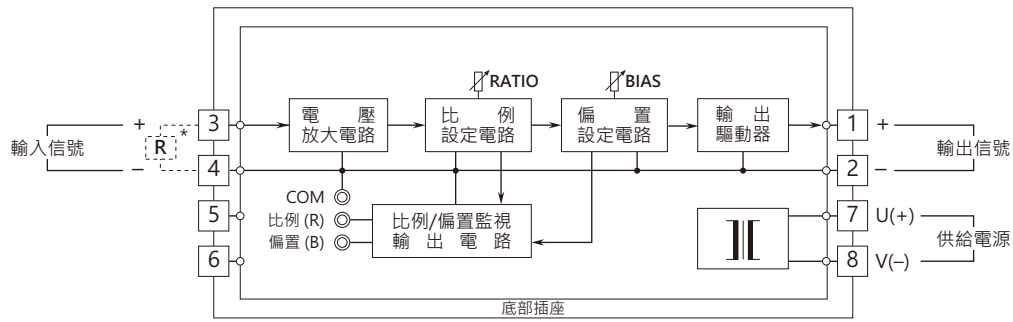 RATIO
BIAS
電壓
放大電路
比例
設定電路
偏置
設定電路
輸出
驅動器
輸入信號
+
−
R
*
3
4
5
6
COM
比例 (R)
偏置 (B)
比例/偏置監視
輸出電路
1
2
7
8
+
−
U(+)
V(−)
輸出信號
供給電源
底部插座